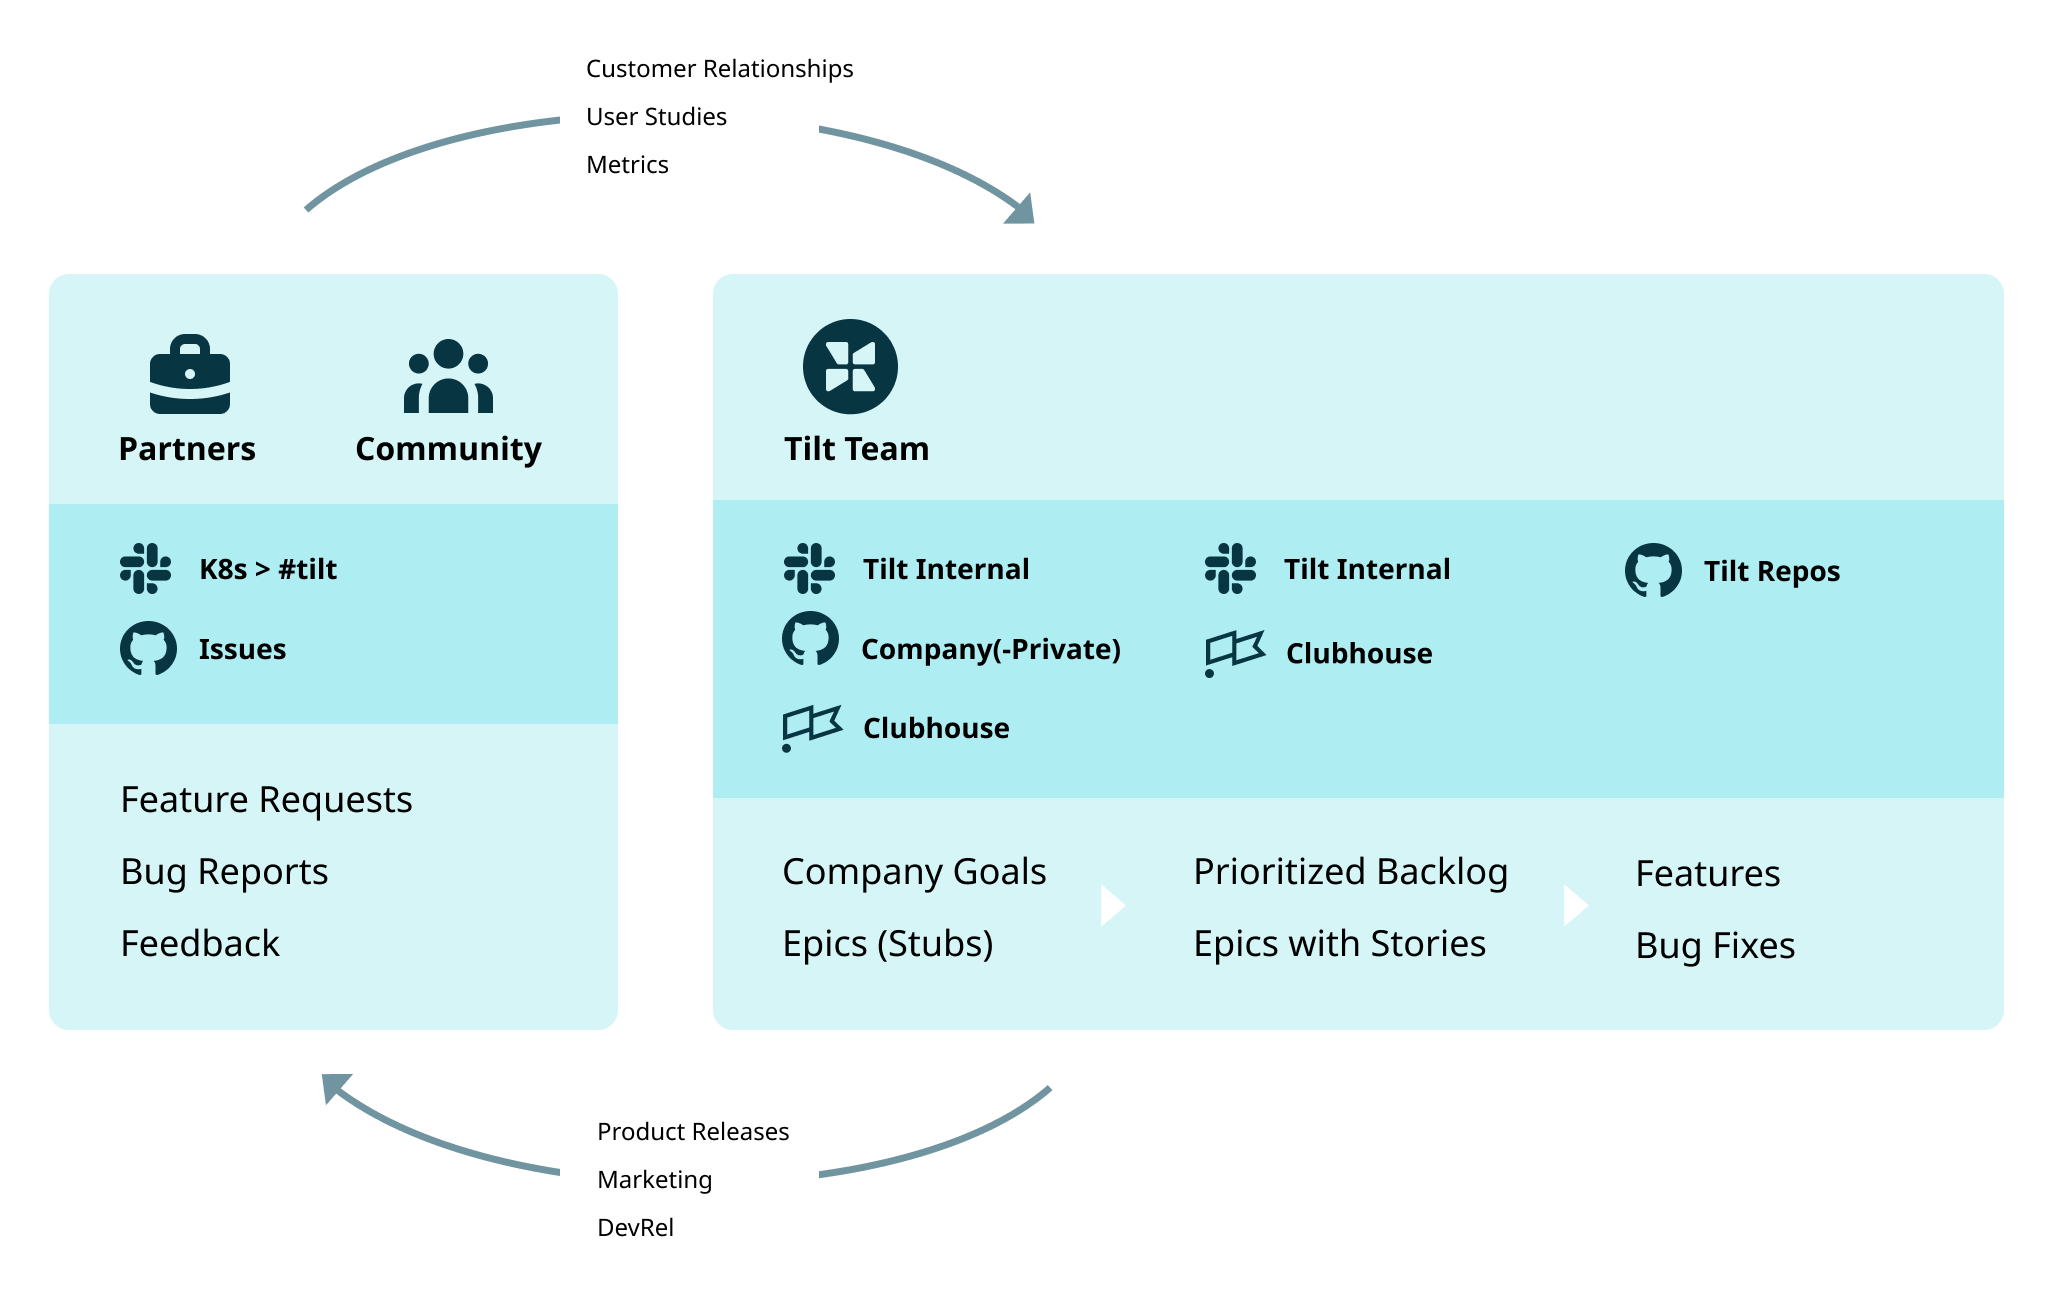 Customer Relationships
User Studies
Metrics
Partners
Community
K8s > #tilt
Issues
Feature Requests
Bug Reports
Feedback
Tilt Team
Tilt Internal
Company(-Private)
Clubhouse
Company Goals
Epics (Stubs)
Tilt Internal
Clubhouse
Prioritized Backlog
Epics with Stories
Tilt Repos
Features
Bug Fixes
Product Releases
Marketing
DevRel